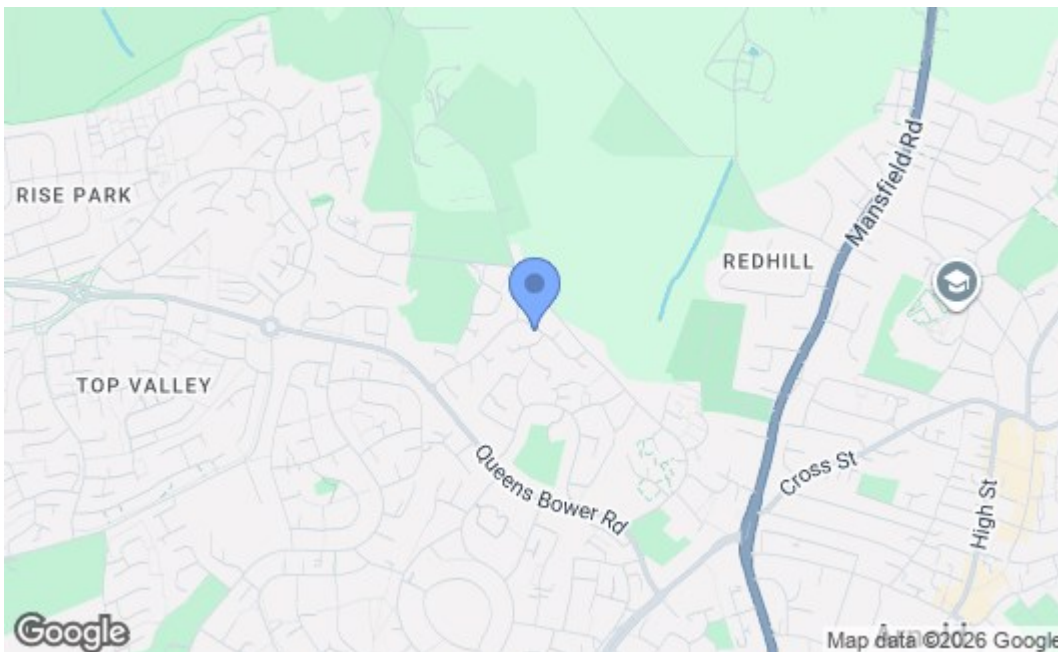 RISE PARK
Mansfield Rd
REDHILL
TOP VALLEY
Queens Bower Rd
Cross St
High St
Arnold
Google
Map data ©2026 Google